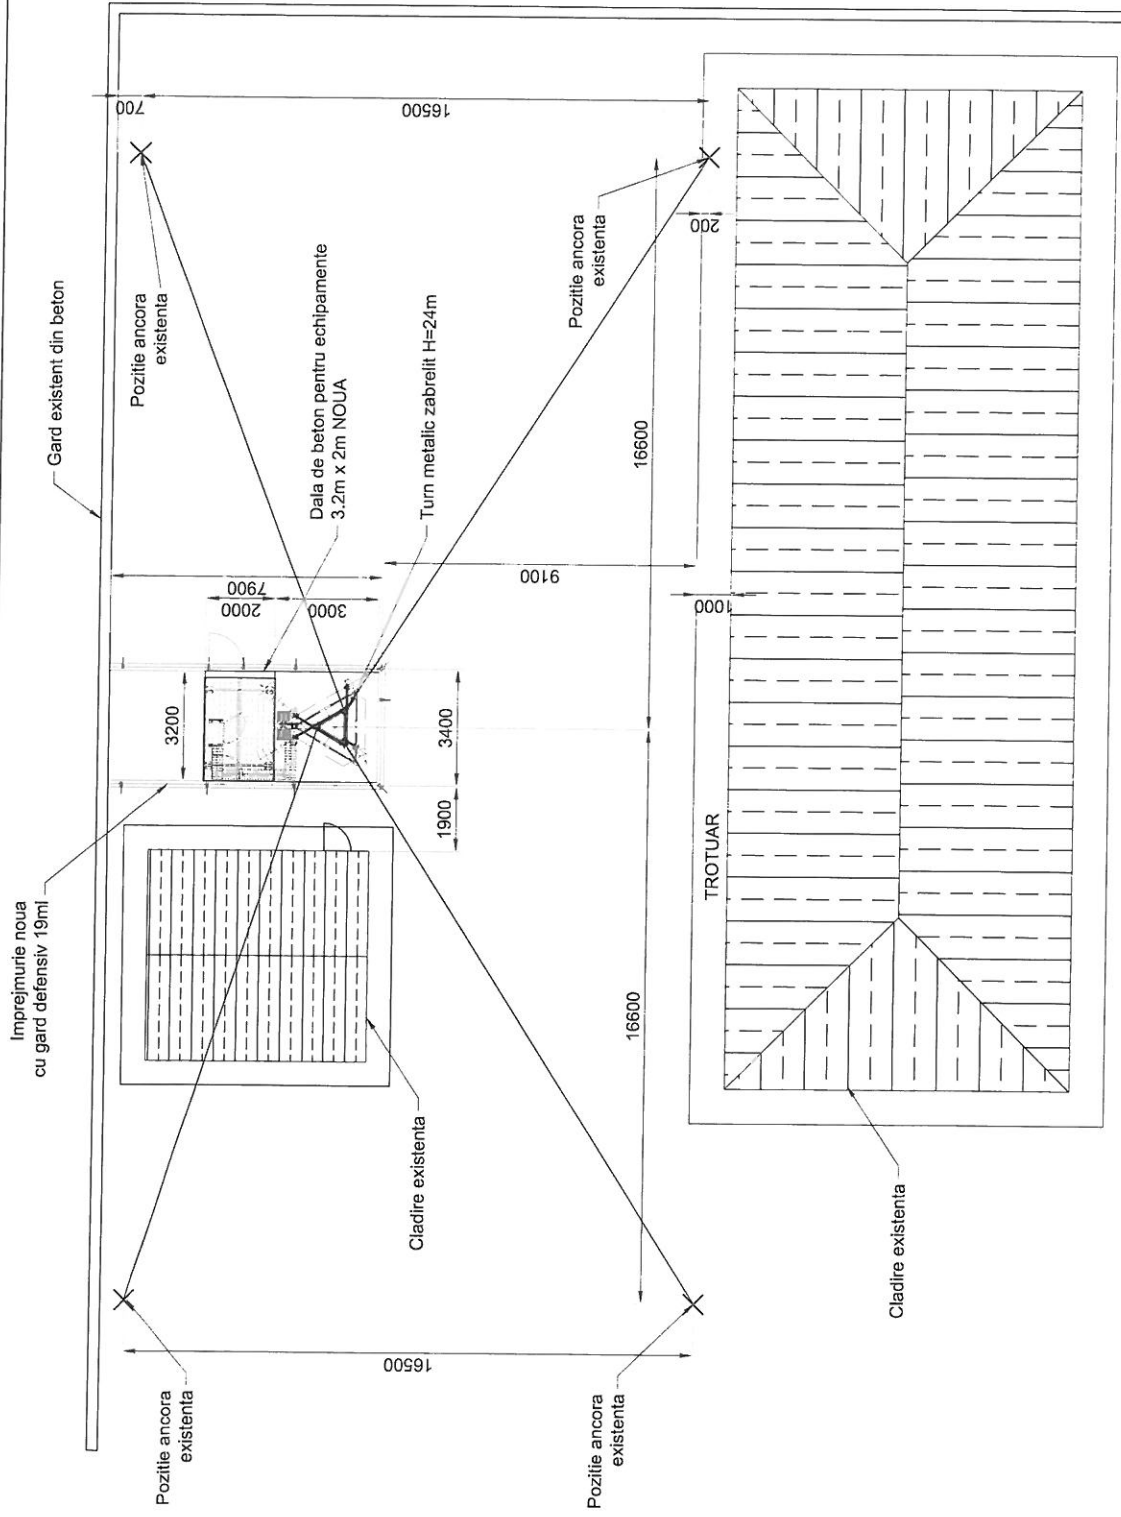 Gard existent din beton
Imprejmurie noua
cu gard defensiv 19ml
Pozitie ancora
existenta
700
16500
Dala de beton pentru echipamente
3.2m x 2m NOUA
Turn metalic zabrelit H=24m
Pozitie ancora
existenta
200
3200
7900
2000
3000
3400
1900
9100
1000
16600
16600
TROTUAR
Cladire existenta
Cladire existenta
Pozitie ancora
existenta
16500
Pozitie ancora
existenta